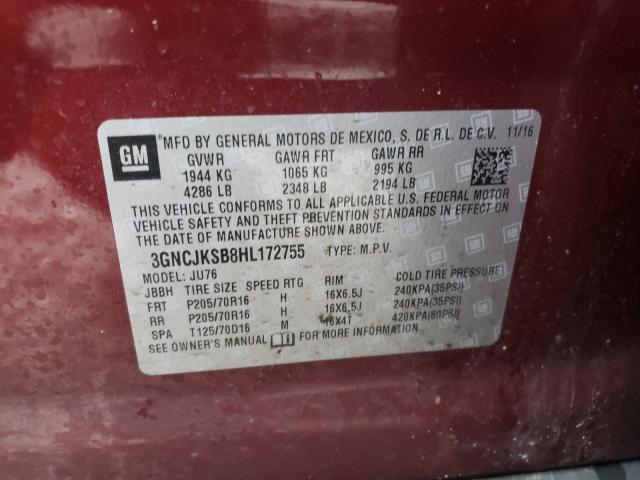 GM
*MFD BY GENERAL MOTORS DE MEXICO, S. DE R.L. DE C.V. 11/16
GVWR GAWR FRT GAWR RR
1944 KG 1065 KG 995 KG
4286 LB 2348 LB 2194 LB
THIS VEHICLE CONFORMS TO ALL APPLICABLE U.S. FEDERAL MOTOR
VEHICLE SAFETY AND THEFT PREVENTION STANDARDS IN EFFECT ON
THE DATE OF MANUFACTURE SHOWN ABOVE.
3GNCJKSB8HL172755 TYPE: M.P.V.
MODEL: JU76
JBBH TIRE SIZE SPEED RTG RIM COLD TIRE PRESSURE
FRT P205/70R16 H 16X6.5J 240KPA(35PSI)
RR P205/70R16 H 16X6.5J 240KPA(35PSI)
SPA T125/70D16 M 16X4T 420KPA(60PSI)
SEE OWNER'S MANUAL FOR MORE INFORMATION.